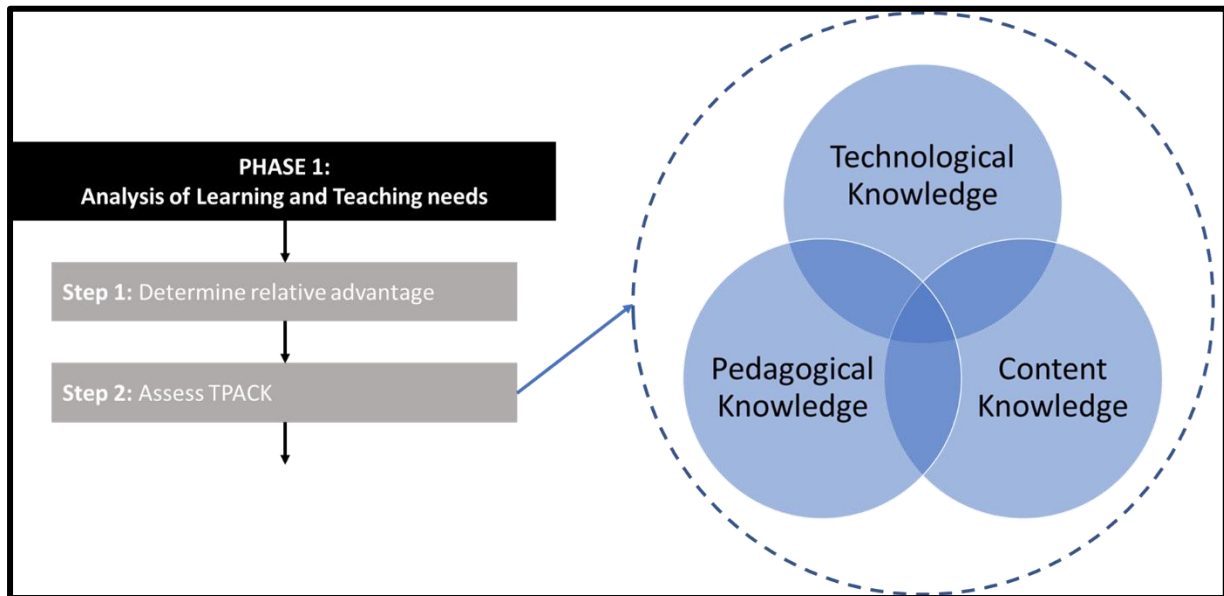 PHASE 1:
Analysis of Learning and Teaching needs
Step 1: Determine relative advantage
Step 2: Assess TPACK
Technological
Knowledge
Pedagogical
Knowledge
Content
Knowledge